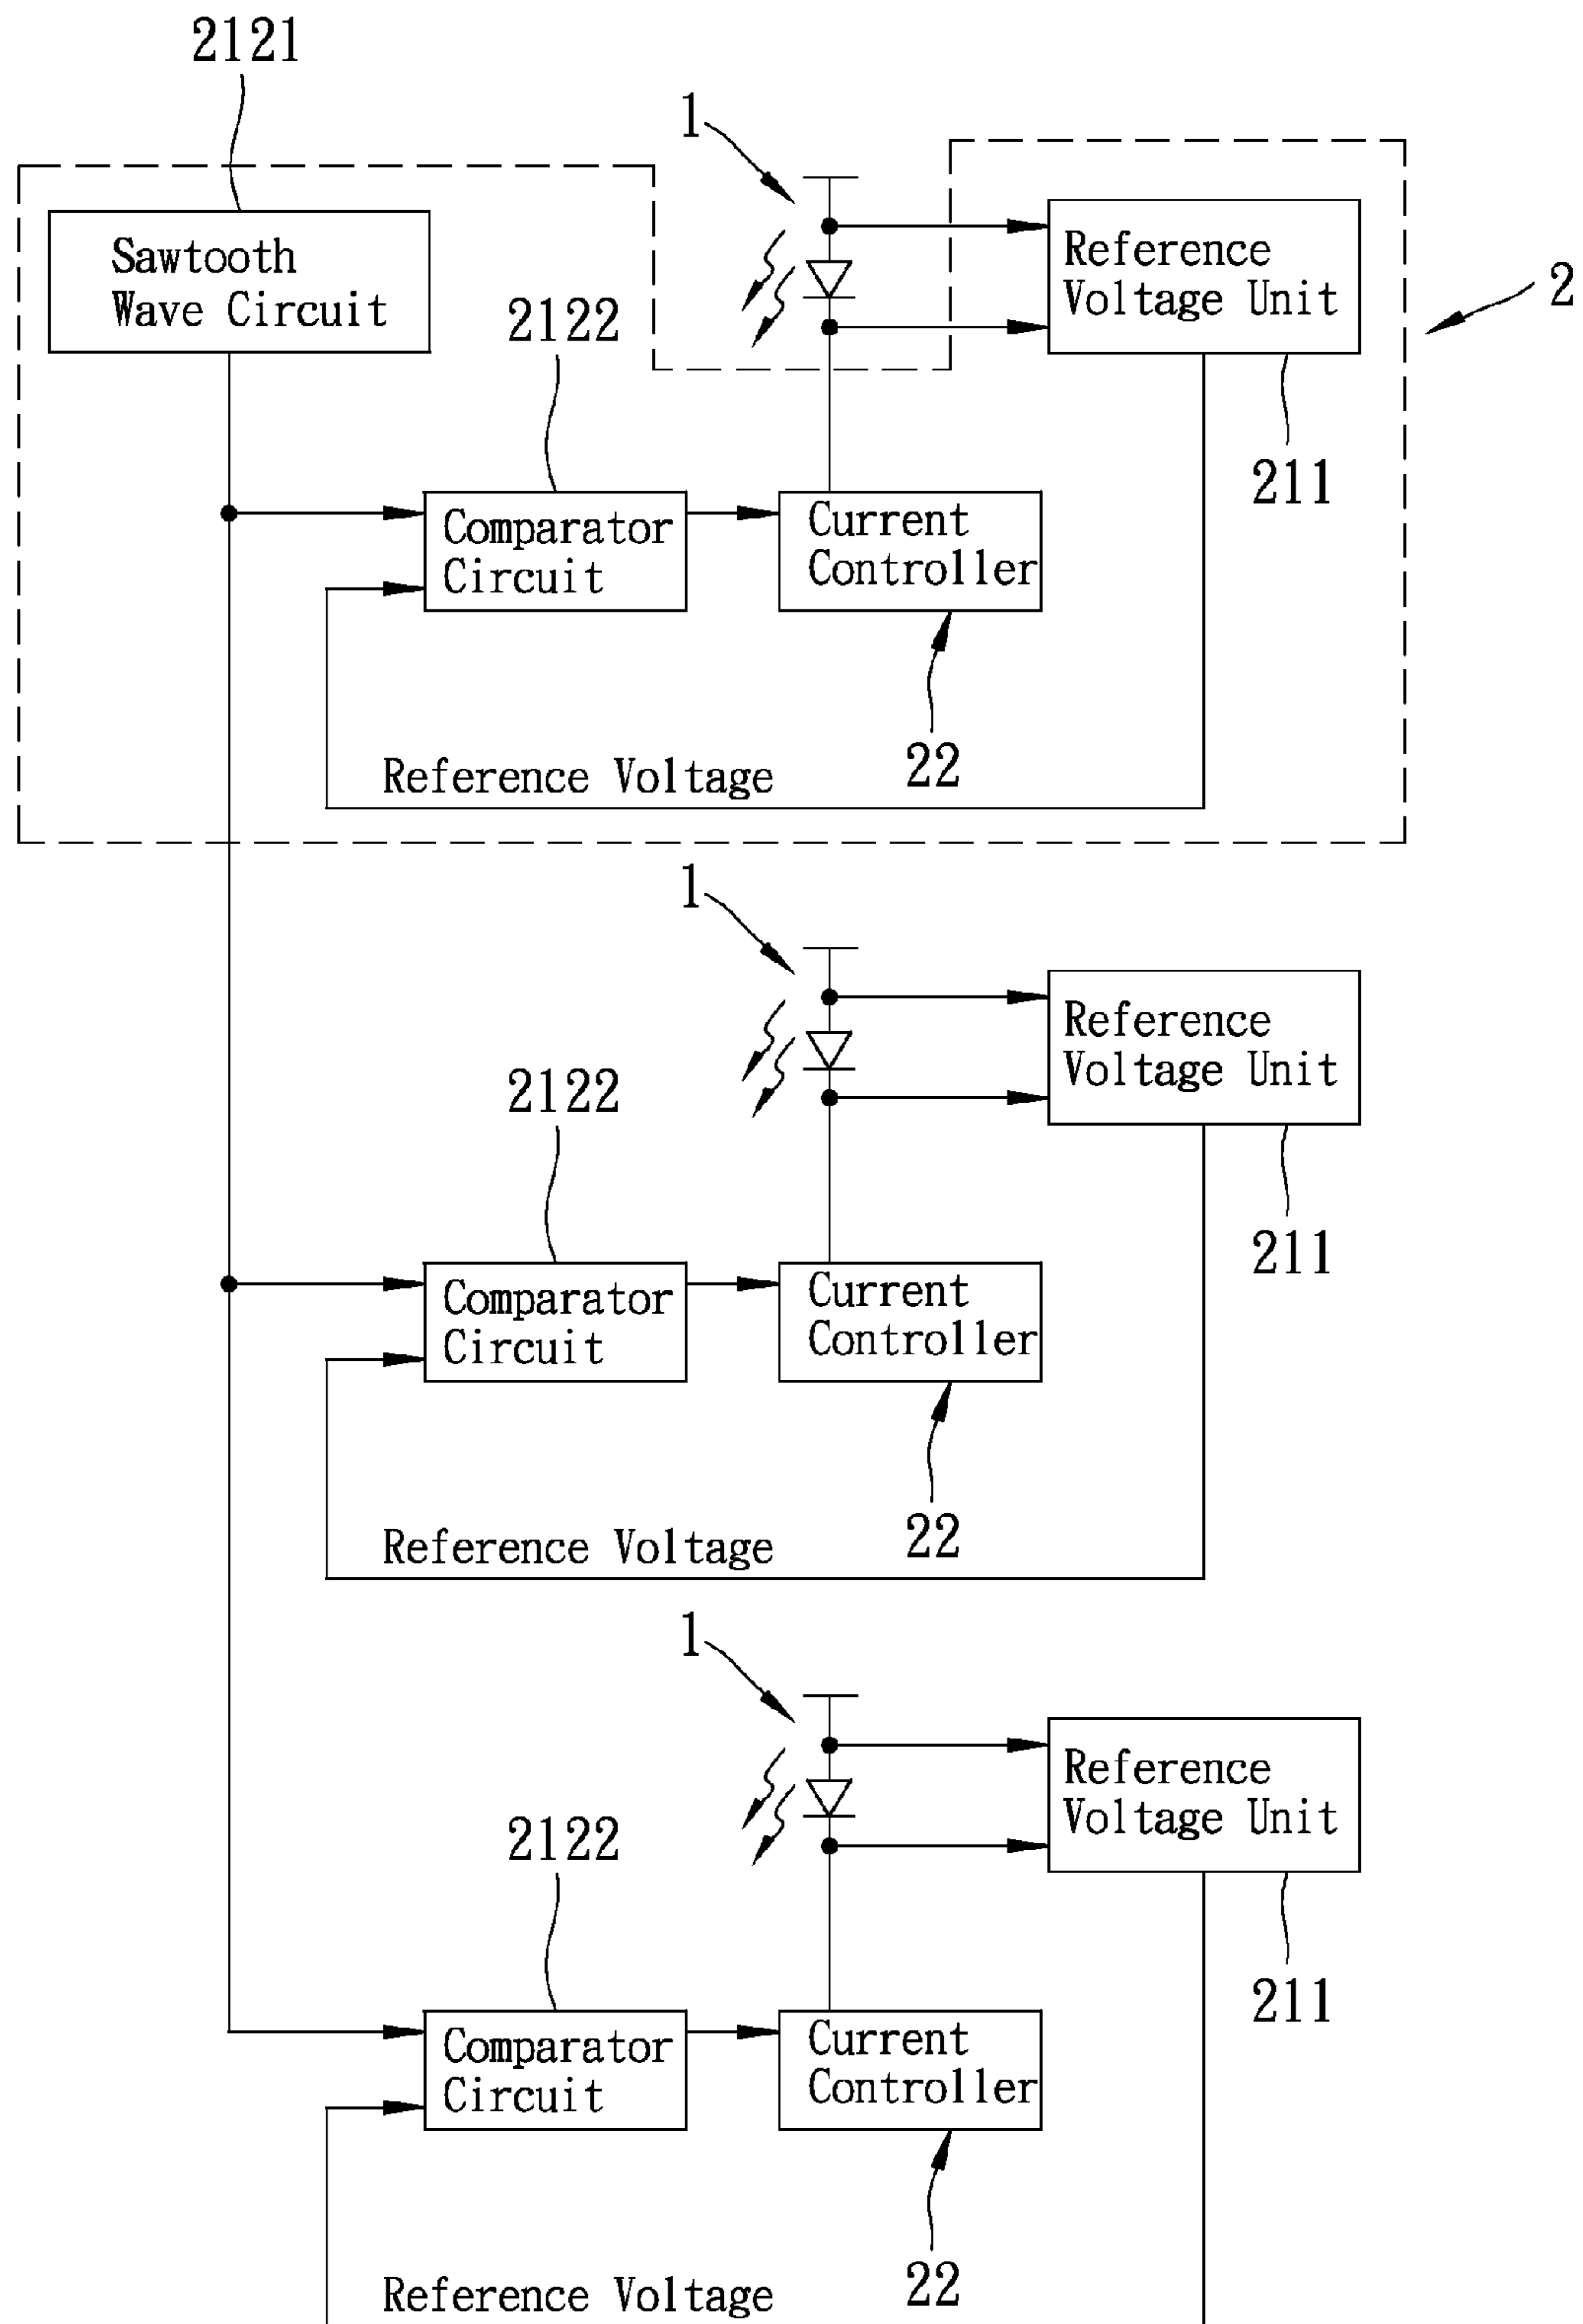 2121
1
Sawtooth
Wave Circuit
Reference
Voltage Unit
2
2122
211
Comparator
Circuit
Current
Controller
22
Reference Voltage
1
Reference
Voltage Unit
2122
211
Comparator
Circuit
Current
Controller
22
Reference Voltage
1
Reference
Voltage Unit
2122
211
Comparator
Circuit
Current
Controller
22
Reference Voltage